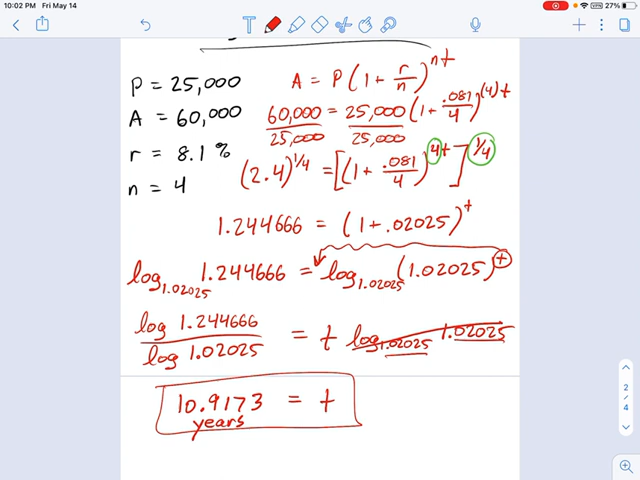 10:02 PM Fri May 14 27%
P = 25,000
A = 60,000
r = 8.1 %
n = 4
A = P(1 + r/n)^nt
60,000/25,000 = 25,000/25,000 (1 + .081/4)^(4)t
(2.4)^1/4 = [(1 + .081/4)^4t]^1/4
1.244666 = (1+.02025)^t
log_1.02025 1.244666 = log_1.02025 (1.02025)^t
log 1.244666 / log 1.02025 = t log_1.02025 1.02025
10.9173 = t
years
2
/
4